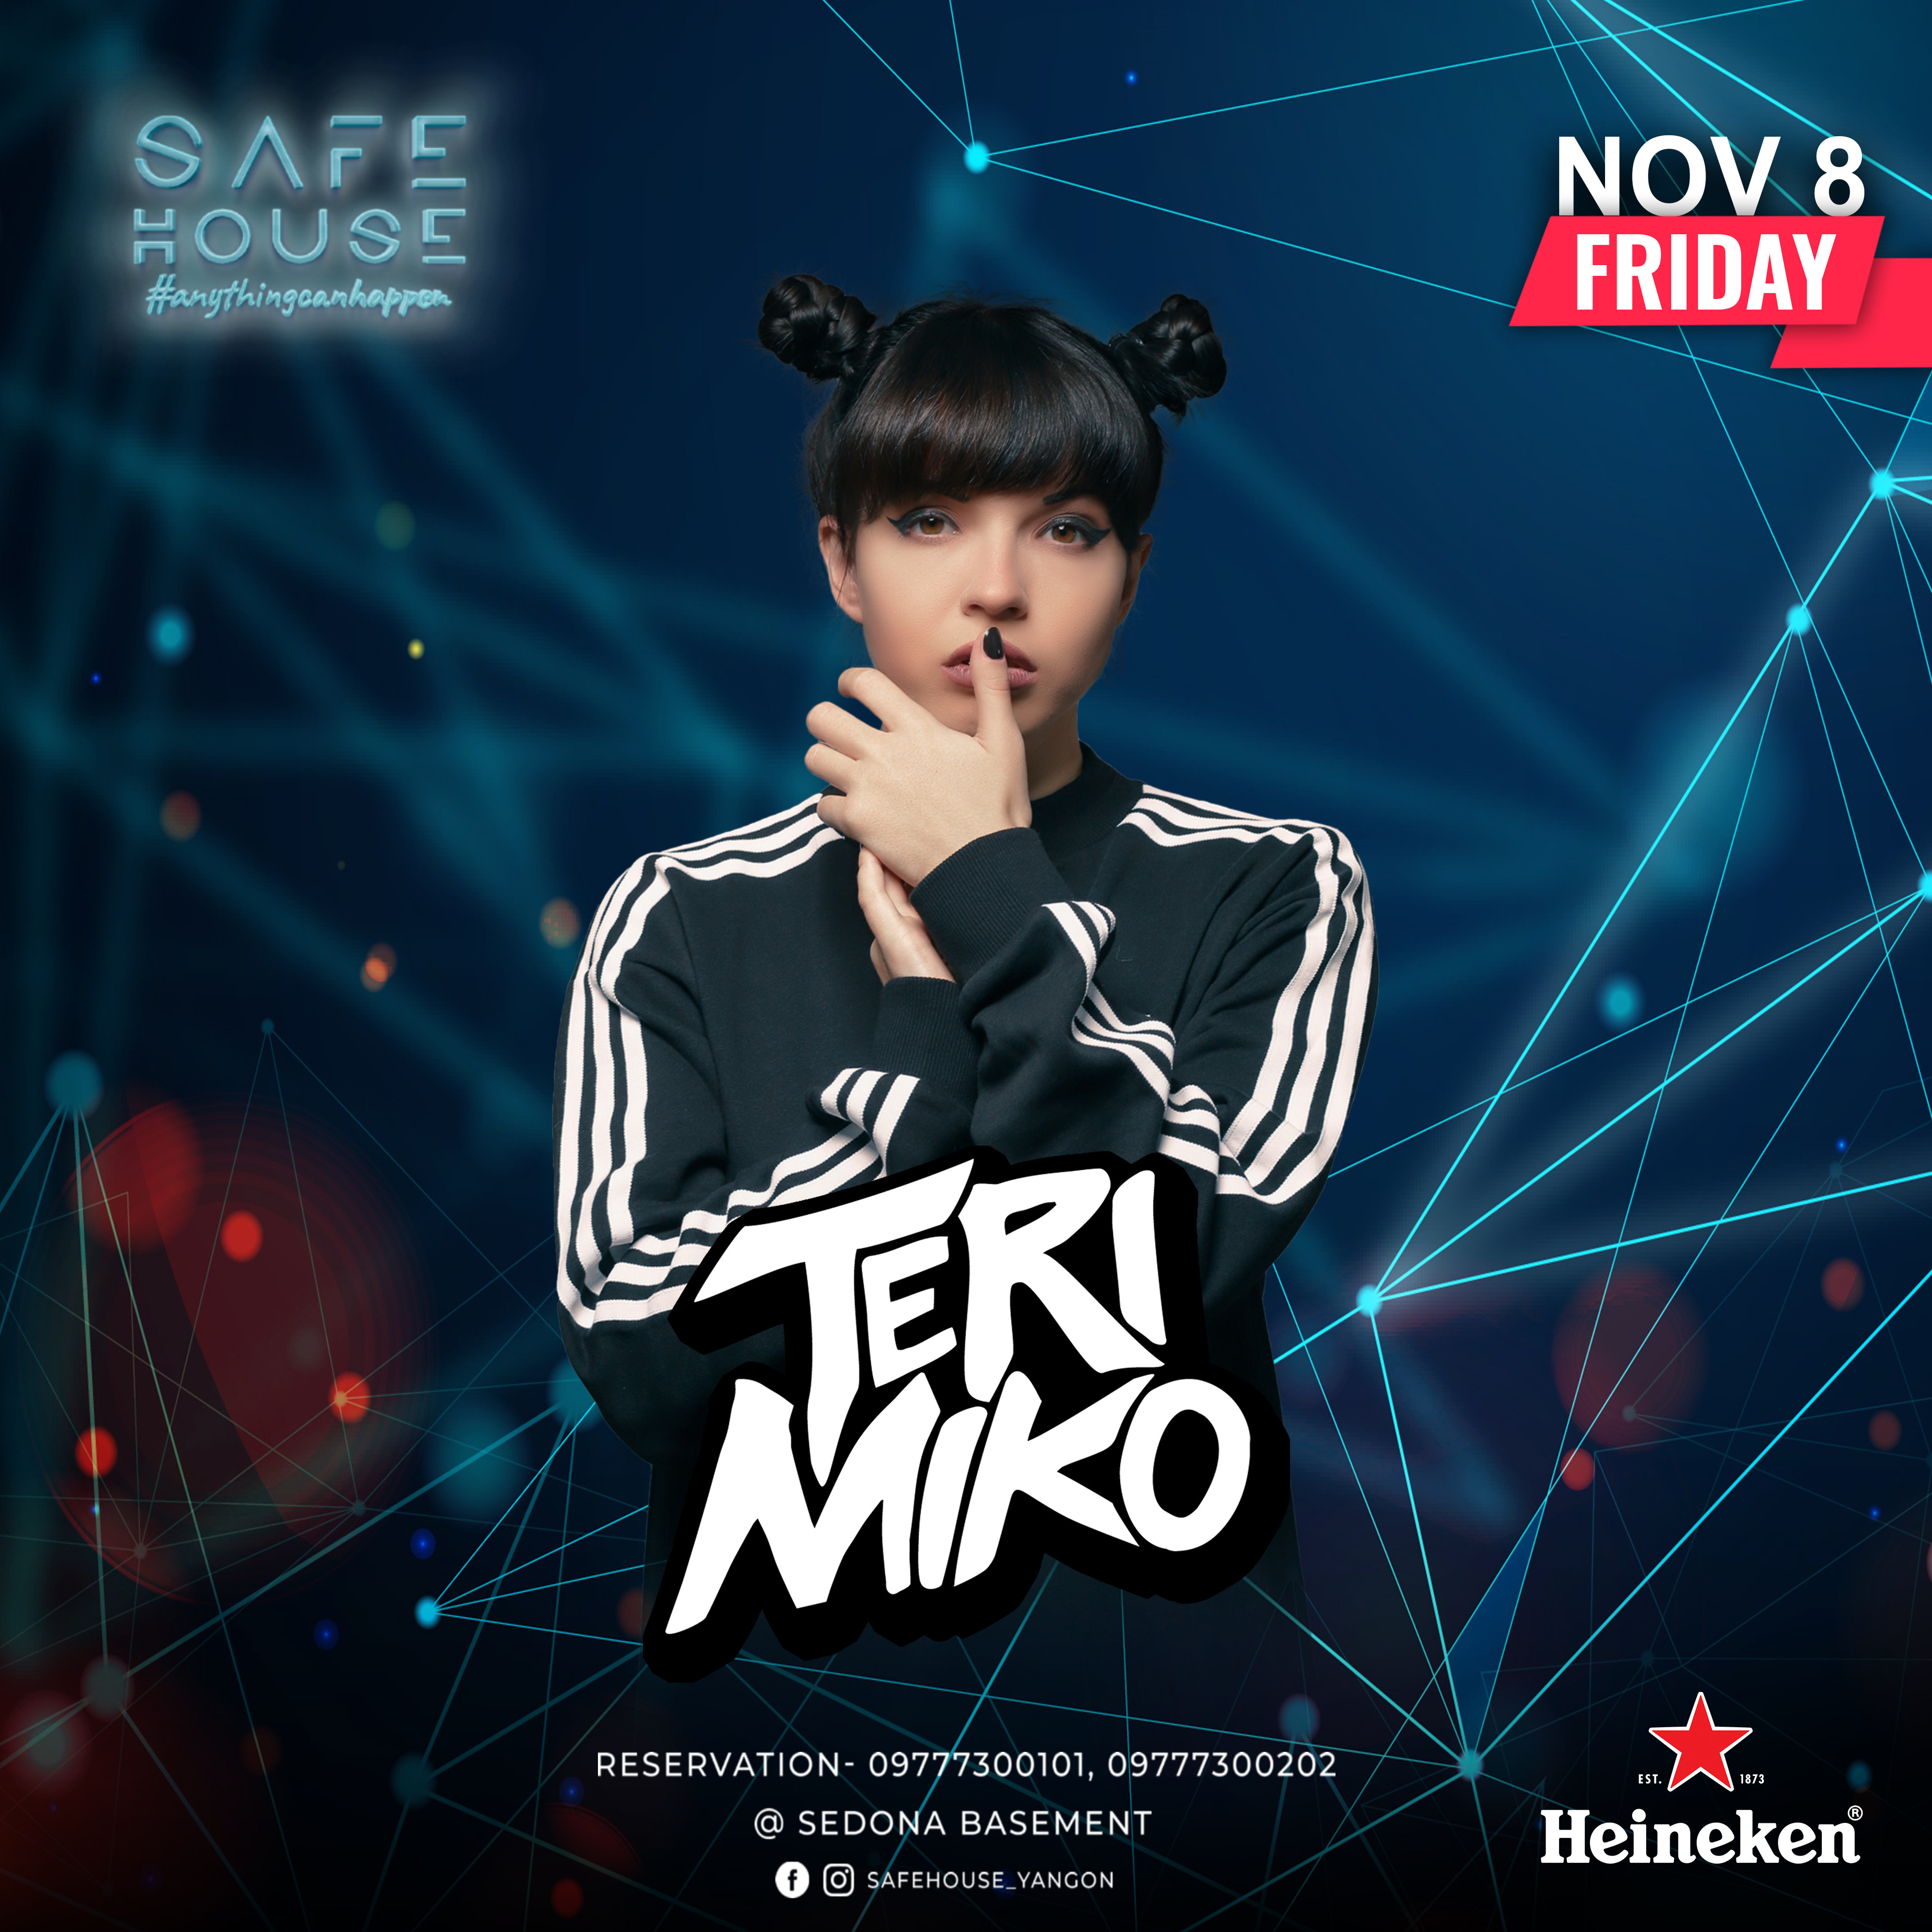 SAFE
HOUSE
#anythingcanhappen
NOV 8
FRIDAY
TERI
MIKO
RESERVATION- 09777300101, 09777300202
@ SEDONA BASEMENT
SAFEHOUSE_YANGON
EST. 1873
Heineken®